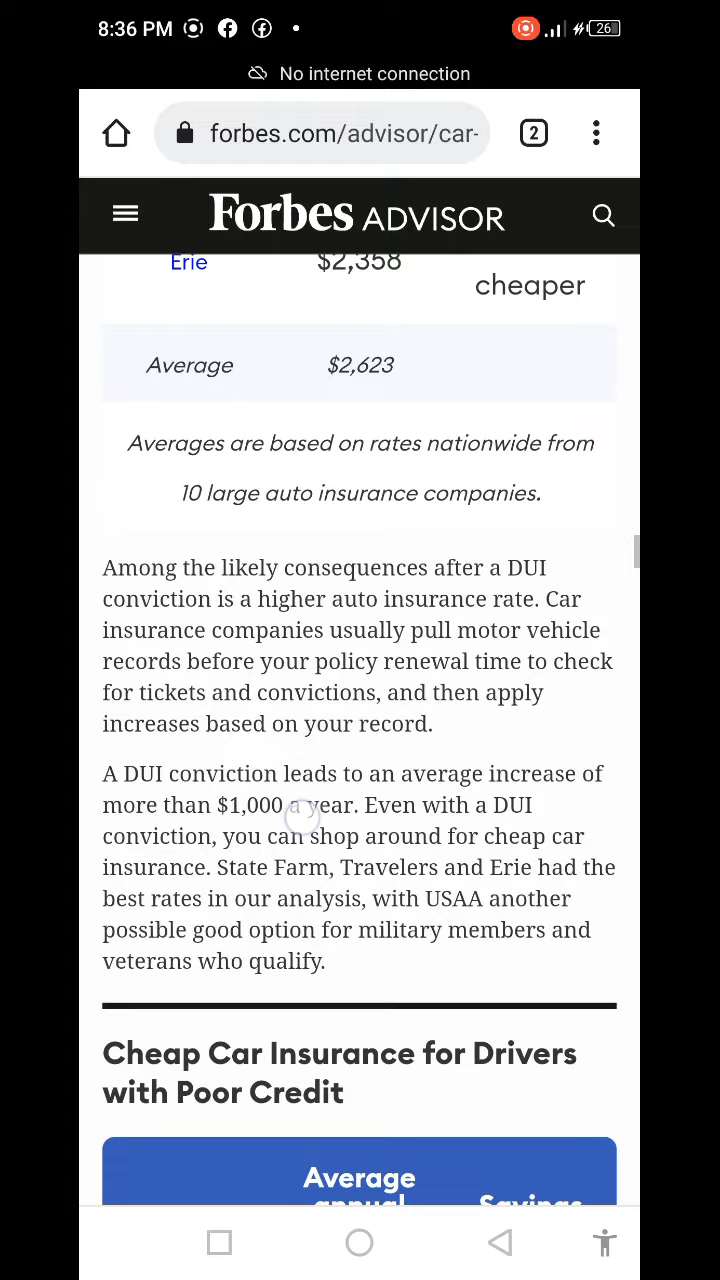 8:36 PM
26
No internet connection
forbes.com/advisor/car-
2
Forbes ADVISOR
Erie $2,358
cheaper
Average $2,623
Averages are based on rates nationwide from
10 large auto insurance companies.
Among the likely consequences after a DUI
conviction is a higher auto insurance rate. Car
insurance companies usually pull motor vehicle
records before your policy renewal time to check
for tickets and convictions, and then apply
increases based on your record.
A DUI conviction leads to an average increase of
more than $1,000 a year. Even with a DUI
conviction, you can shop around for cheap car
insurance. State Farm, Travelers and Erie had the
best rates in our analysis, with USAA another
possible good option for military members and
veterans who qualify.
Cheap Car Insurance for Drivers
with Poor Credit
Average
annual Savings